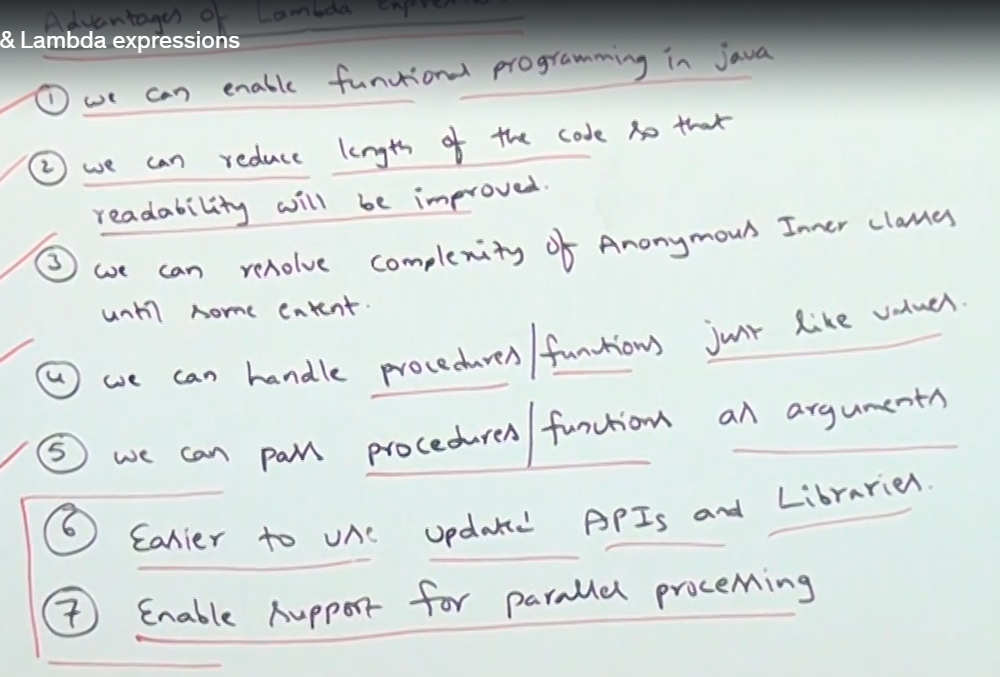 Advantages of Lambda Expre
& Lambda expressions
① we can enable functional programming in java
② we can reduce length of the code so that
readability will be improved.
③ we can resolve complexity of Anonymous Inner classes
until some extent.
④ we can handle procedures/functions just like values.
⑤ we can pass procedures/functions as arguments
⑥ Easier to use updated APIs and Libraries.
⑦ Enable support for parallel processing